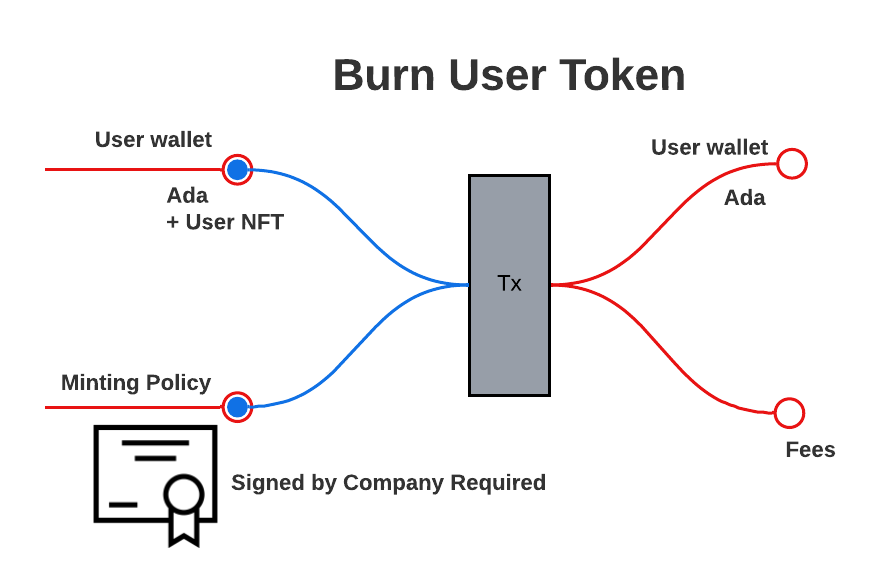 Burn User Token
User wallet
Ada
+ User NFT
User wallet
Ada
Tx
Minting Policy
Signed by Company Required
Fees